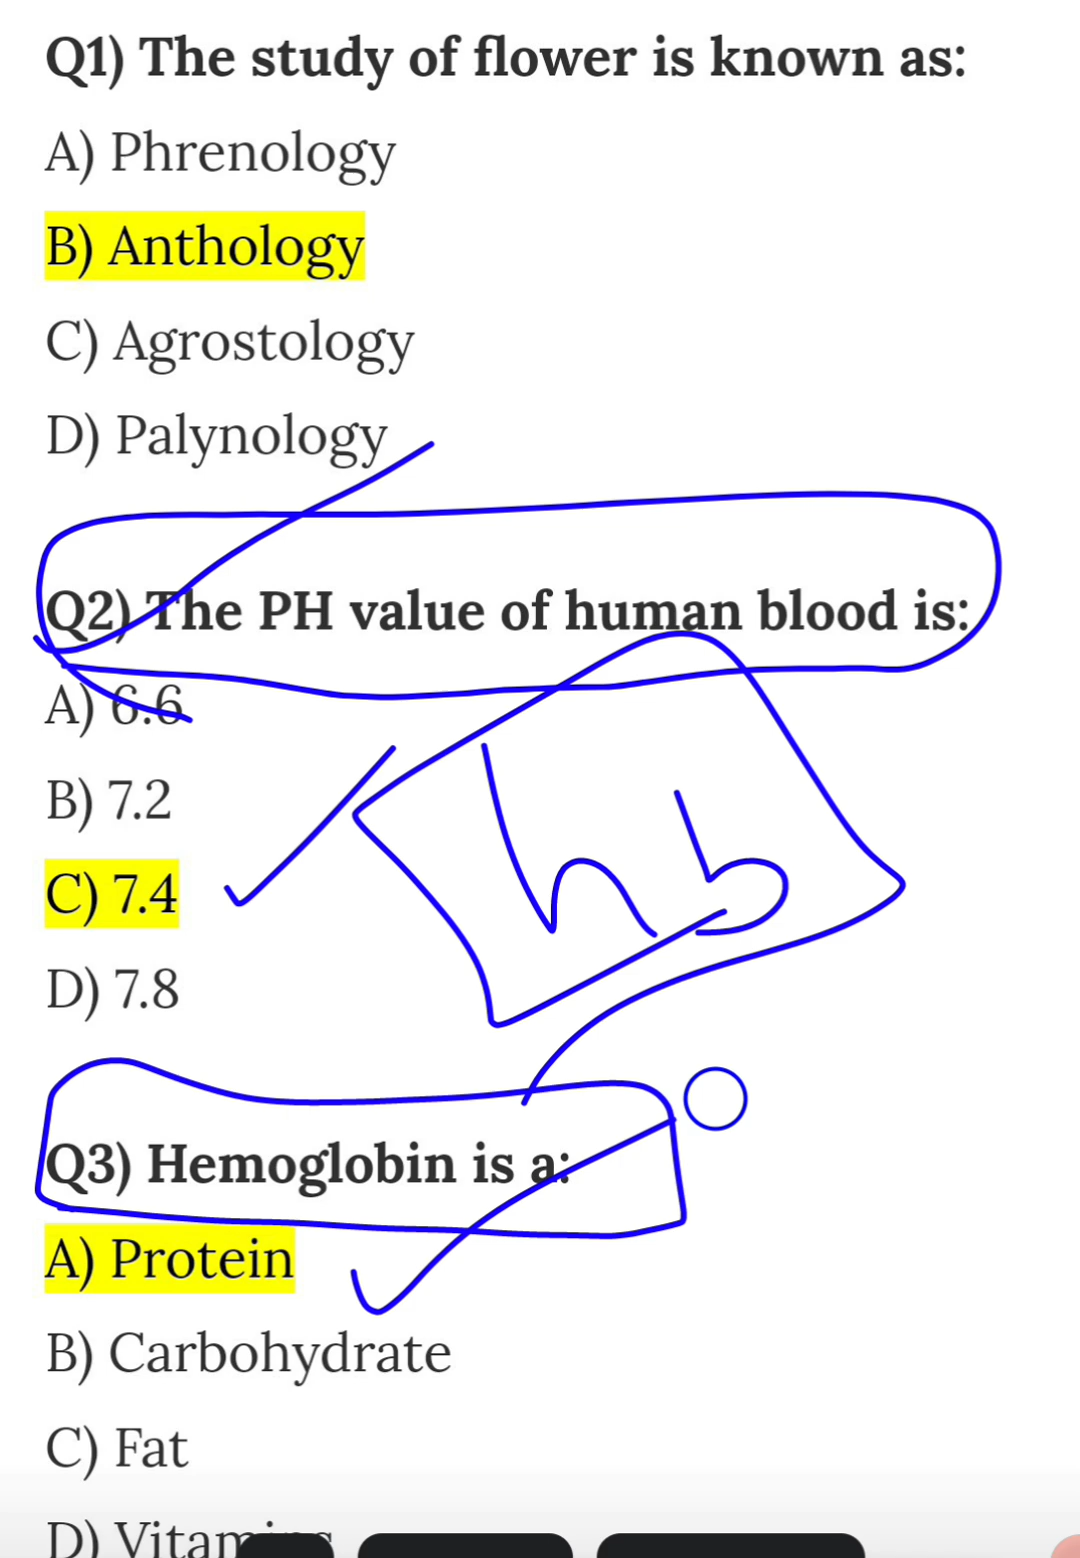 Q1) The study of flower is known as:
A) Phrenology
B) Anthology
C) Agrostology
D) Palynology
Q2) The PH value of human blood is:
A) 6.6
B) 7.2
C) 7.4
D) 7.8
Q3) Hemoglobin is a:
A) Protein
B) Carbohydrate
C) Fat
D) Vitamins